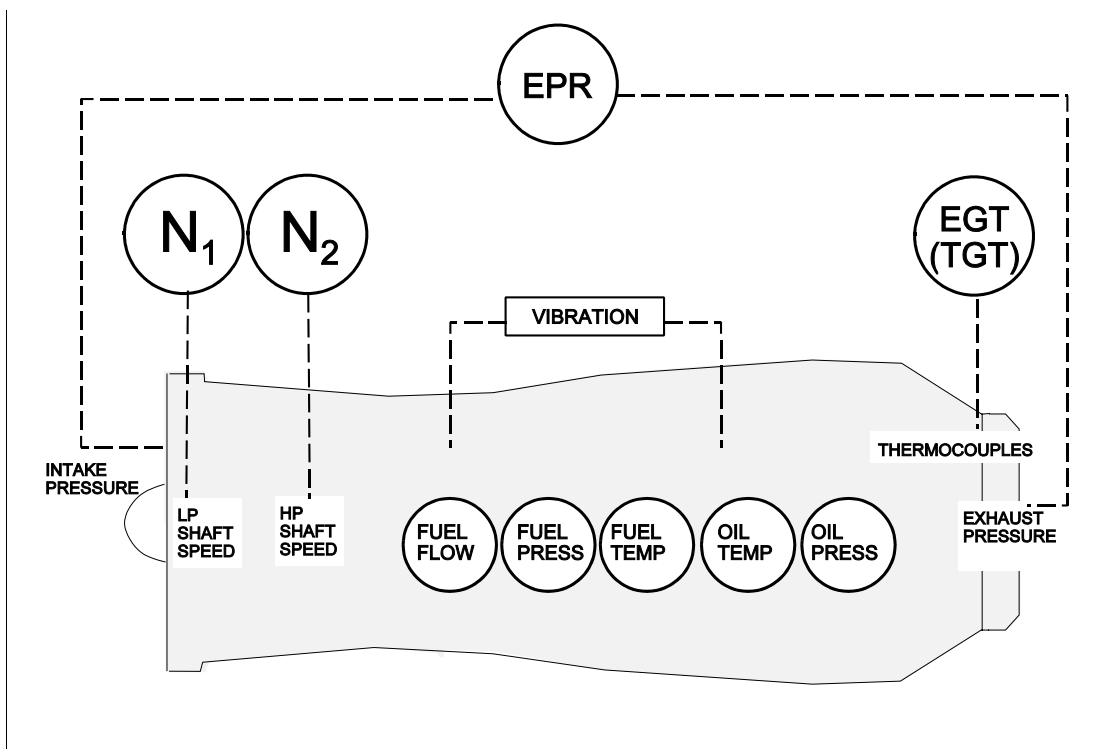 EPR
N1
N2
EGT
(TGT)
VIBRATION
THERMOCOUPLES
INTAKE
PRESSURE
LP
SHAFT
SPEED
HP
SHAFT
SPEED
FUEL
FLOW
FUEL
PRESS
FUEL
TEMP
OIL
TEMP
OIL
PRESS
EXHAUST
PRESSURE